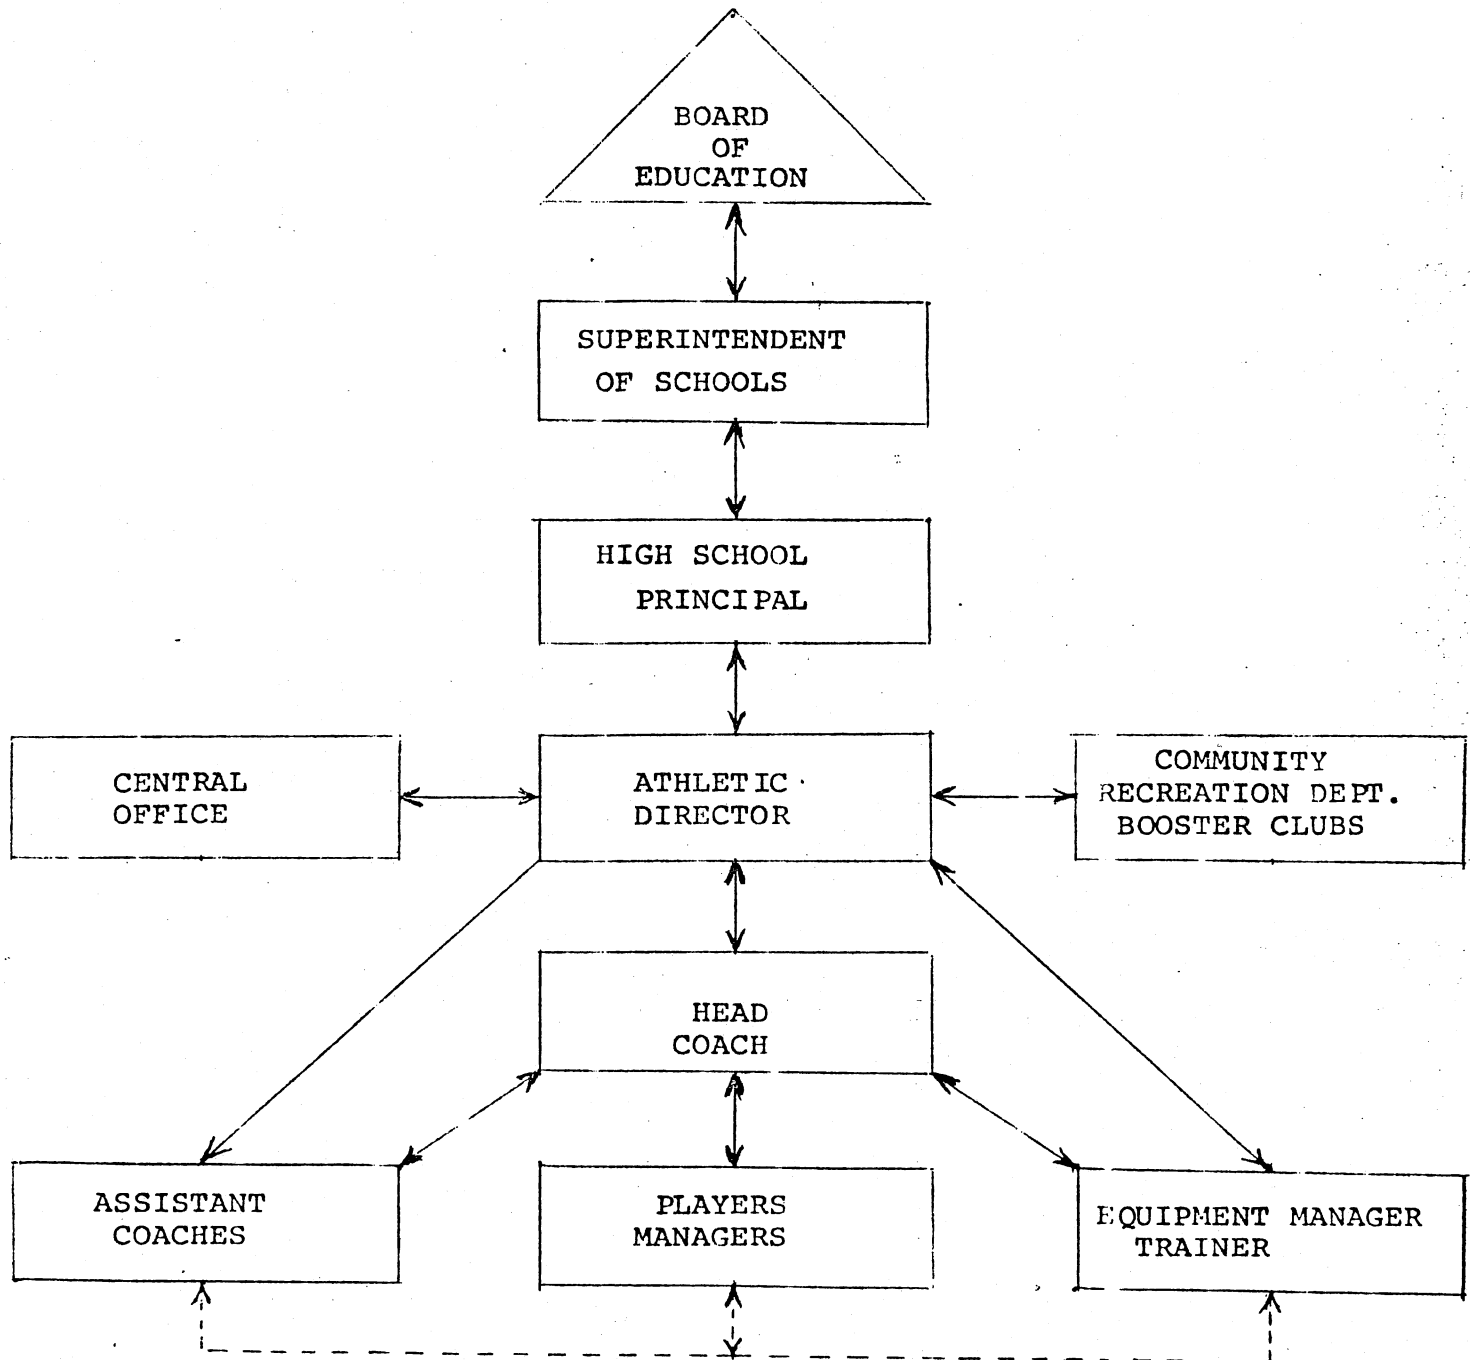 BOARD
OF
EDUCATION
SUPERINTENDENT
OF SCHOOLS
HIGH SCHOOL
PRINCIPAL
CENTRAL
OFFICE
ATHLETIC
DIRECTOR
COMMUNITY
RECREATION DEPT.
BOOSTER CLUBS
HEAD
COACH
ASSISTANT
COACHES
PLAYERS
MANAGERS
EQUIPMENT MANAGER
TRAINER